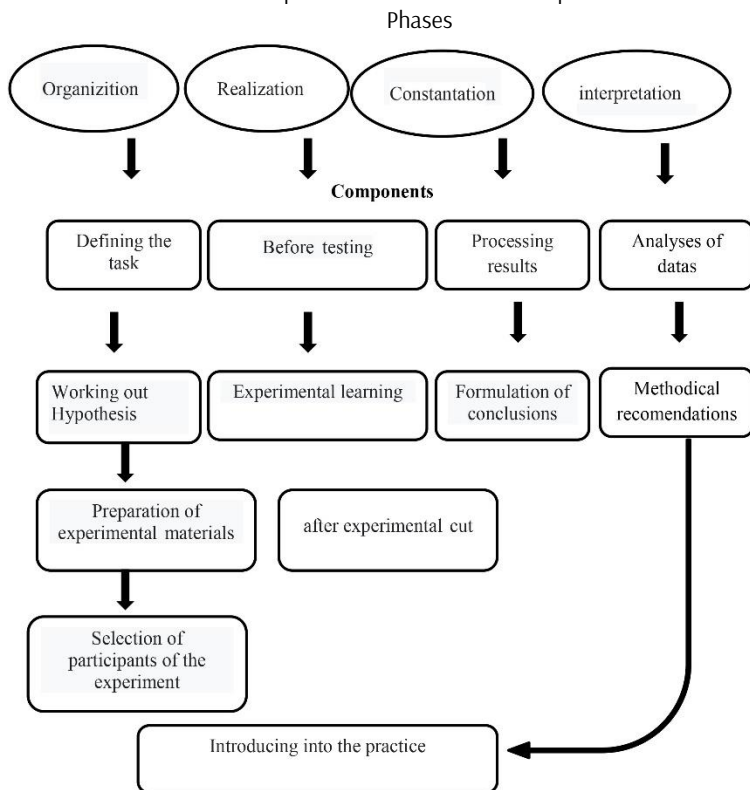 Phases
Organizition
Realization
Constantation
interpretation
Components
Defining the
task
Before testing
Processing
results
Analyses of
datas
Working out
Hypothesis
Experimental learning
Formulation of
conclusions
Methodical
recomendations
Preparation of
experimental materials
after experimental cut
Selection of
participants of the
experiment
Introducing into the practice